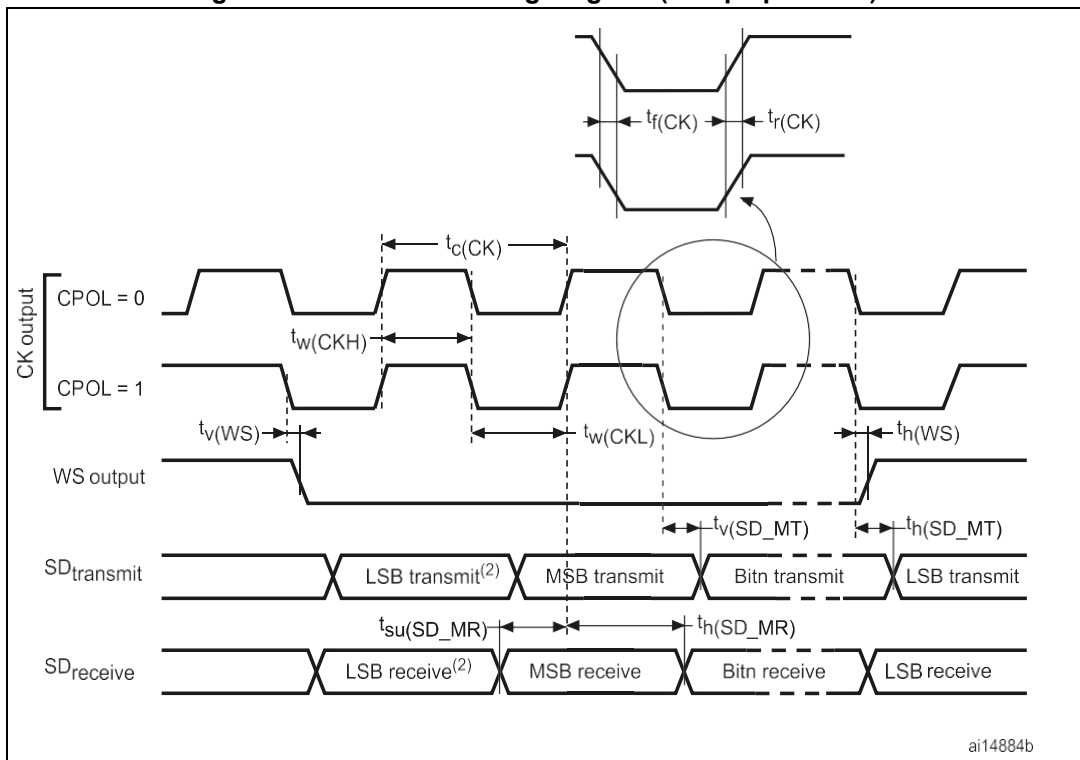 tf(CK)
tr(CK)
tc(CK)
CK output
CPOL = 0
tw(CKH)
CPOL = 1
tv(WS)
tw(CKL)
th(WS)
WS output
tv(SD_MT)
th(SD_MT)
SDtransmit
LSB transmit(2)
MSB transmit
Bitn transmit
LSB transmit
tsu(SD_MR)
th(SD_MR)
SDreceive
LSB receive(2)
MSB receive
Bitn receive
LSB receive
ai14884b